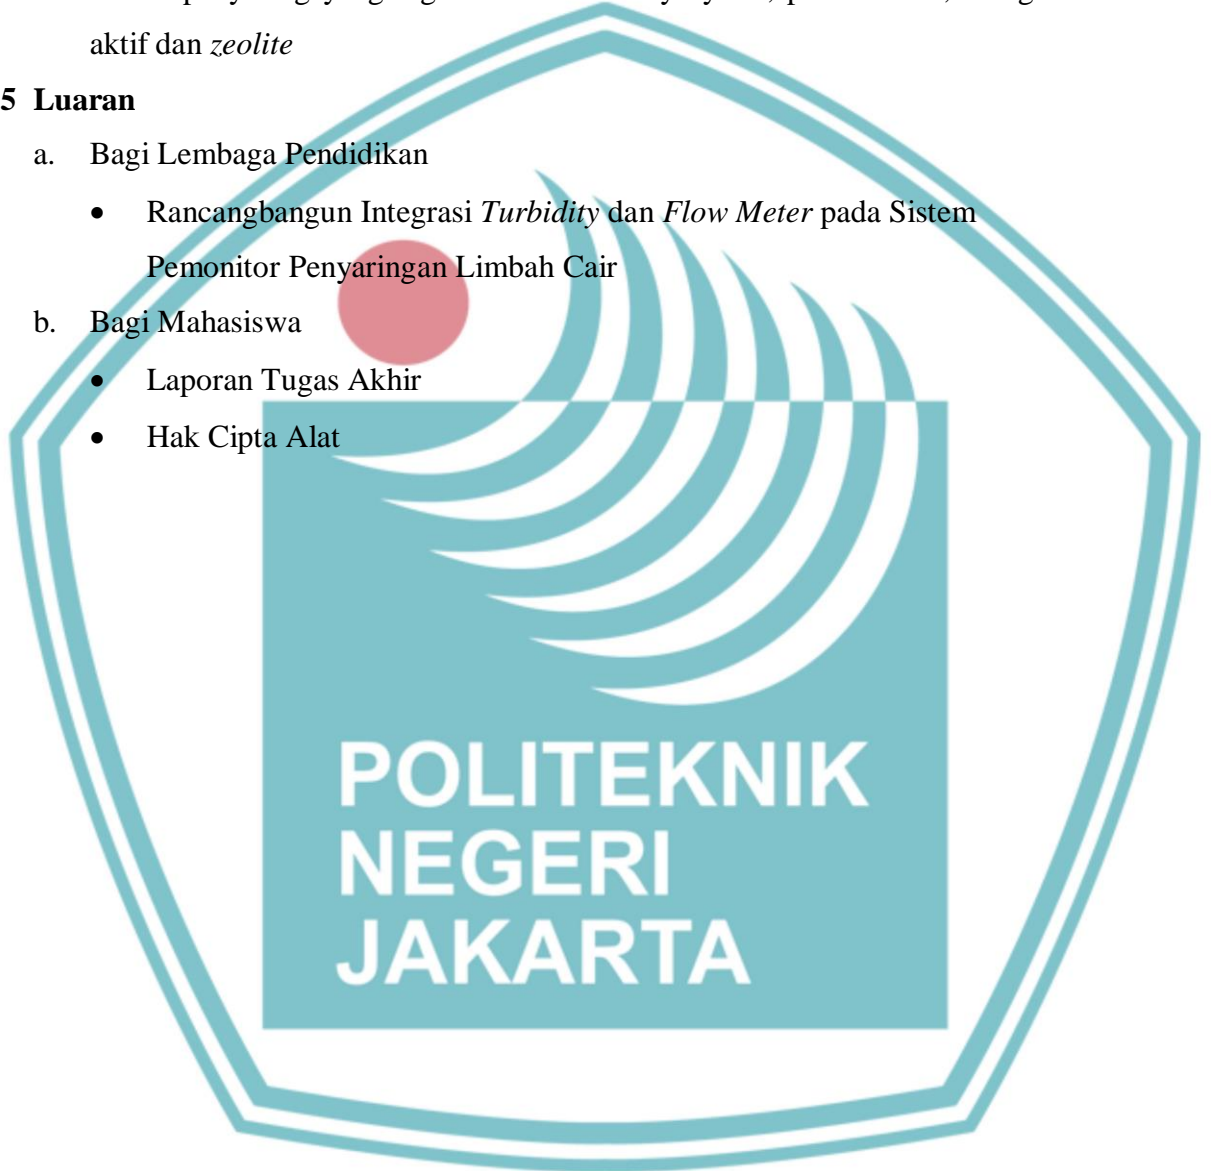 aktif dan zeolite
5 Luaran
a. Bagi Lembaga Pendidikan
• Rancangbangun Integrasi Turbidity dan Flow Meter pada Sistem
Pemonitor Penyaringan Limbah Cair
b. Bagi Mahasiswa
• Laporan Tugas Akhir
• Hak Cipta Alat
POLITEKNIK
NEGERI
JAKARTA